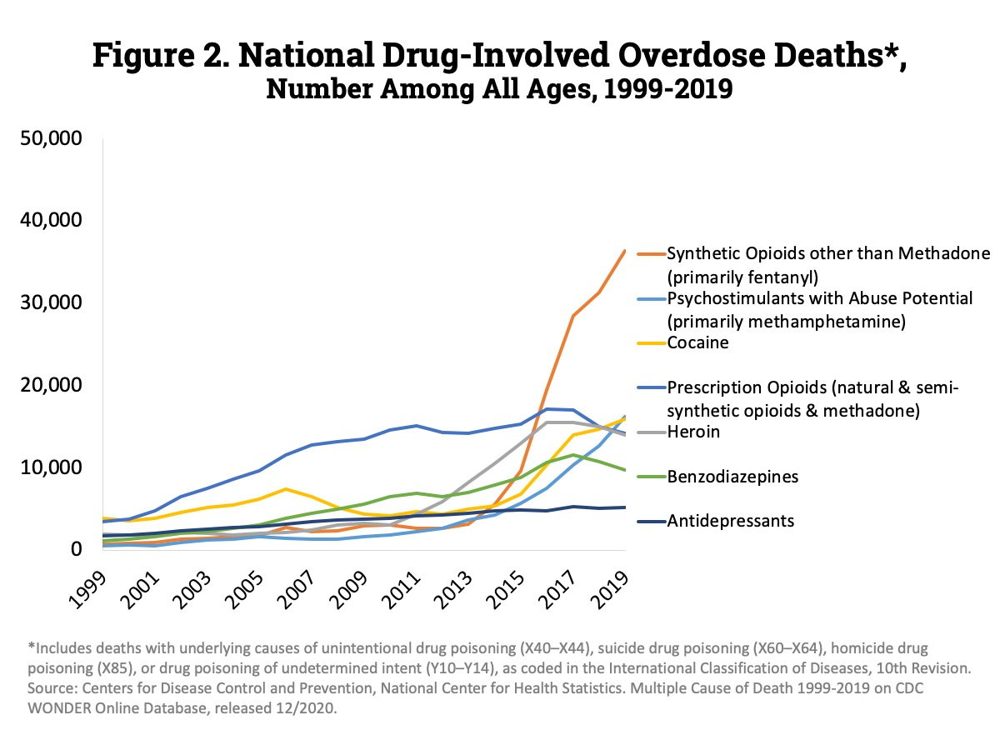 Figure 2. National Drug-Involved Overdose Deaths*,
Number Among All Ages, 1999-2019
50,000
40,000
30,000
20,000
10,000
0
1999
2001
2003
2005
2007
2009
2011
2013
2015
2017
2019
Synthetic Opioids other than Methadone
(primarily fentanyl)
Psychostimulants with Abuse Potential
(primarily methamphetamine)
Cocaine
Prescription Opioids (natural & semi-
synthetic opioids & methadone)
Heroin
Benzodiazepines
Antidepressants
*Includes deaths with underlying causes of unintentional drug poisoning (X40–X44), suicide drug poisoning (X60–X64), homicide drug
poisoning (X85), or drug poisoning of undetermined intent (Y10–Y14), as coded in the International Classification of Diseases, 10th Revision.
Source: Centers for Disease Control and Prevention, National Center for Health Statistics. Multiple Cause of Death 1999-2019 on CDC
WONDER Online Database, released 12/2020.